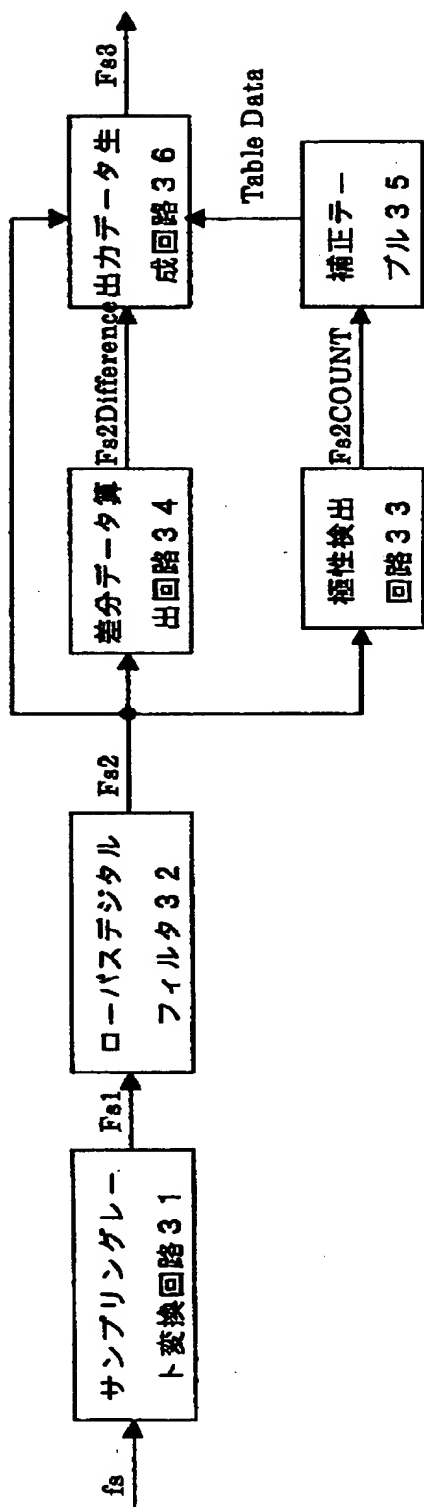 fs
サンプリングレー
ト変換回路31
Fs1
ローパスデジタル
フィルタ32
Fs2
差分データ算
出回路34
Fs2Difference
出力データ生
成回路36
Fs3
極性検出
回路33
Fs2COUNT
補正テー
ブル35
Table Data